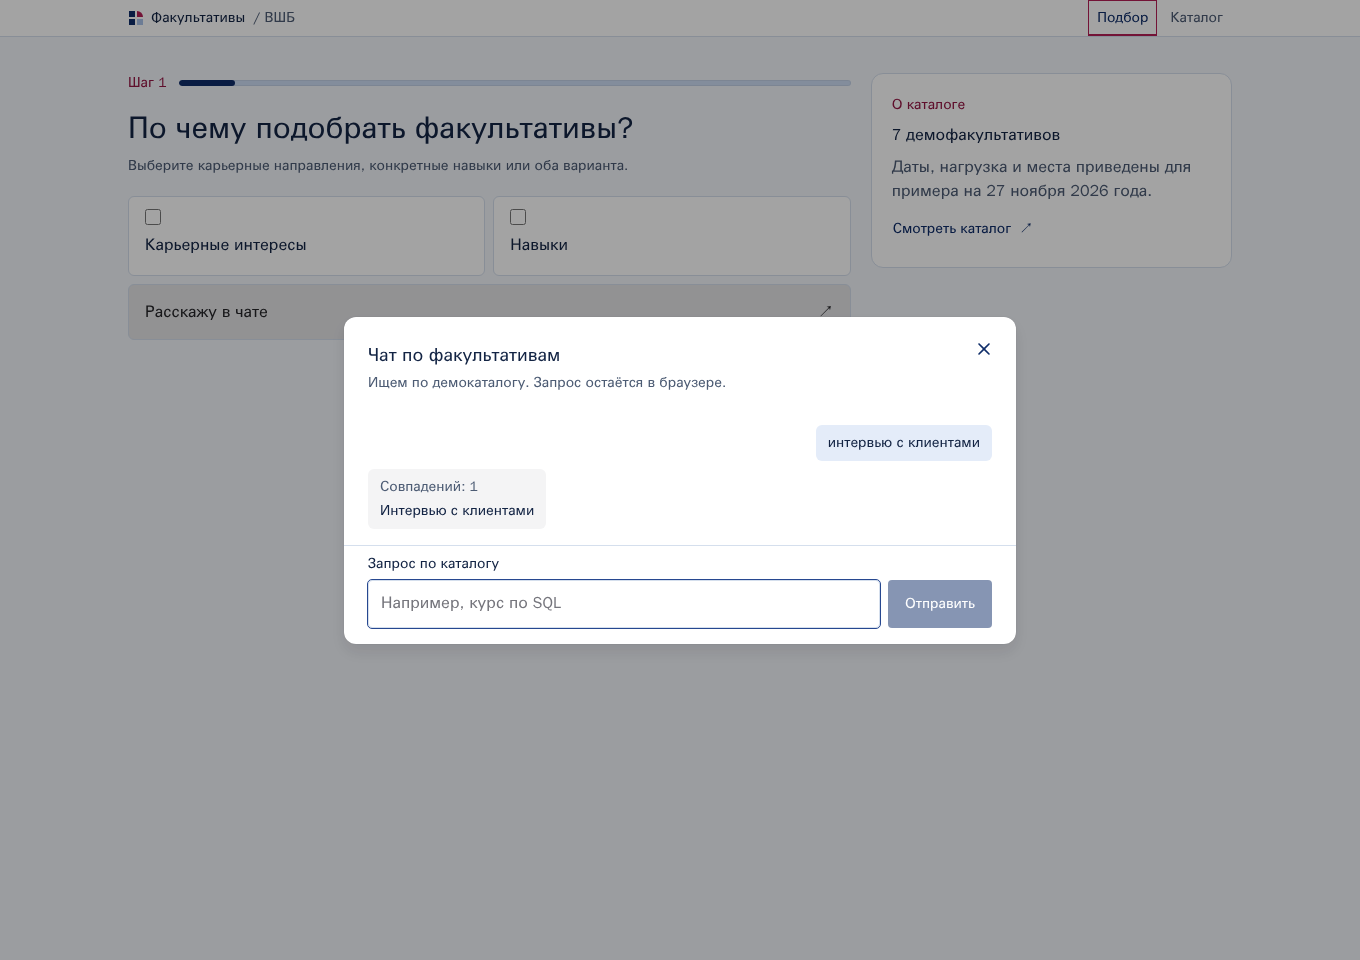 Факультативы / ВШБ
Подбор
Каталог
Шаг 1
По чему подобрать факультативы?
Выберите карьерные направления, конкретные навыки или оба варианта.
Карьерные интересы
Навыки
Расскажу в чате
О каталоге
7 демофакультативов
Даты, нагрузка и места приведены для
примера на 27 ноября 2026 года.
Смотреть каталог
Чат по факультативам
Ищем по демокаталогу. Запрос остаётся в браузере.
интервью с клиентами
Совпадений: 1
Интервью с клиентами
Запрос по каталогу
Например, курс по SQL
Отправить